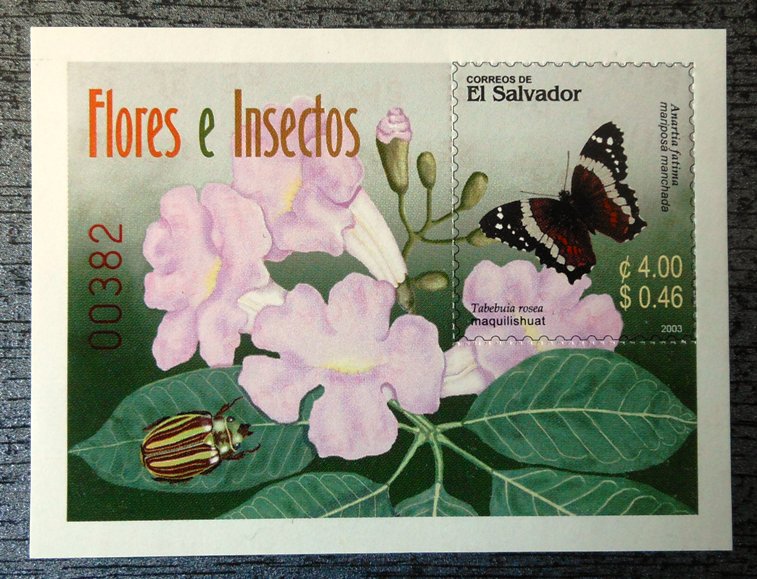 Flores e Insectos
00382
CORREOS DE
El Salvador
Anartia fatima
mariposa manchada
¢ 4.00
$ 0.46
Tabebuia rosea
maquilishuat
2003